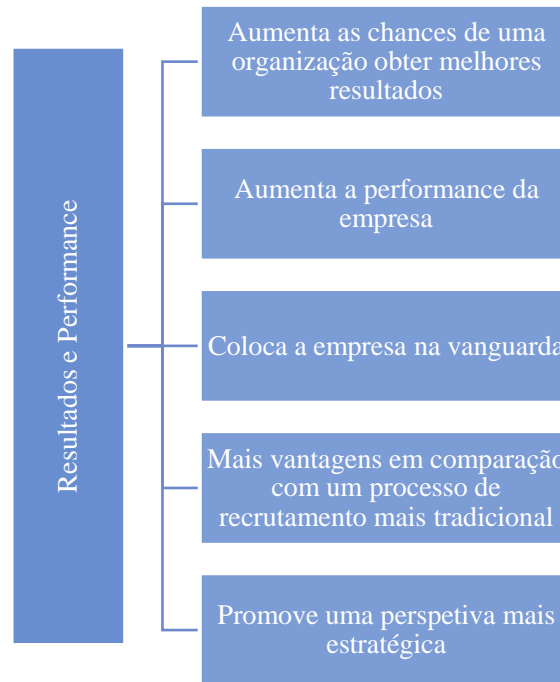 Resultados e Performance
Aumenta as chances de uma
organização obter melhores
resultados
Aumenta a performance da
empresa
Coloca a empresa na vanguarda
Mais vantagens em comparação
com um processo de
recrutamento mais tradicional
Promove uma perspetiva mais
estratégica